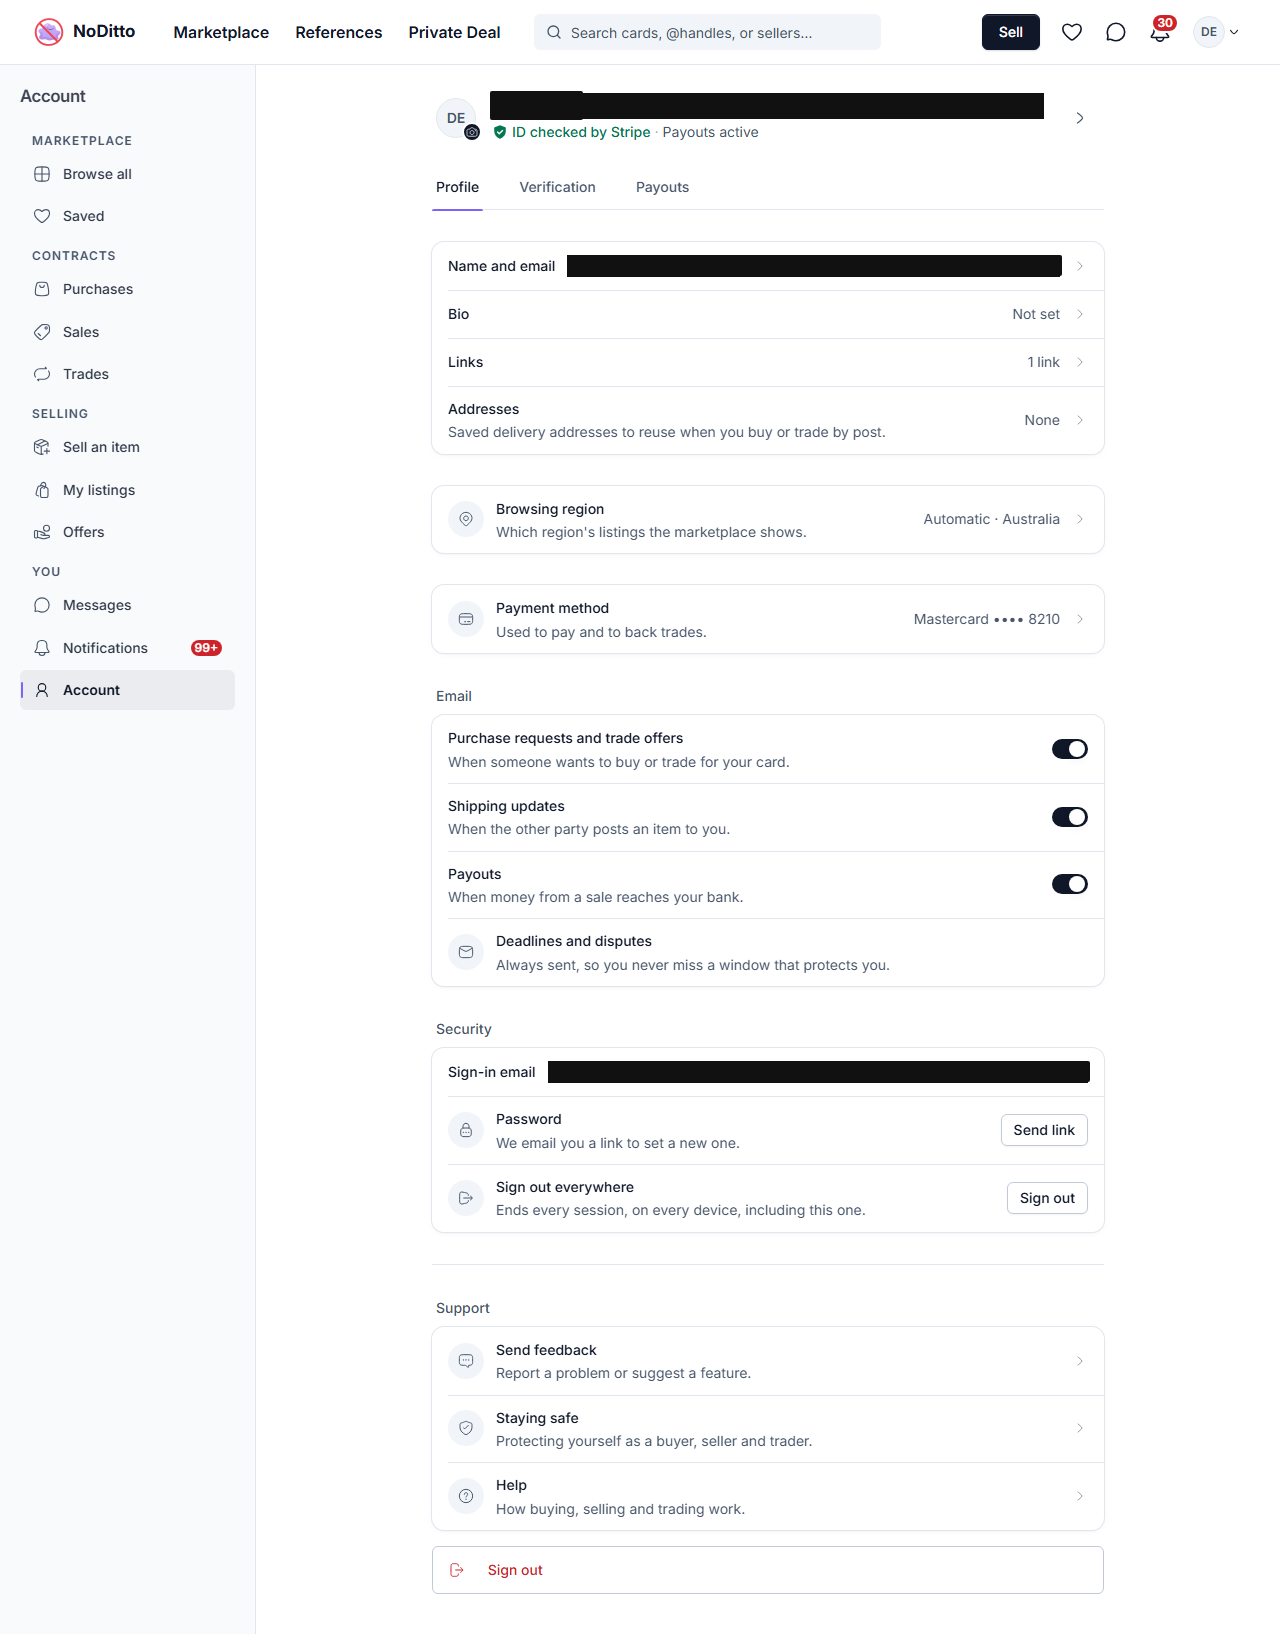 NoDitto
Marketplace
References
Private Deal
Search cards, @handles, or sellers...
Sell
30
DE
Account
MARKETPLACE
Browse all
Saved
CONTRACTS
Purchases
Sales
Trades
SELLING
Sell an item
My listings
Offers
YOU
Messages
Notifications 99+
Account
DE
ID checked by Stripe · Payouts active
Profile
Verification
Payouts
Name and email
Bio
Not set
Links
1 link
Addresses
Saved delivery addresses to reuse when you buy or trade by post.
None
Browsing region
Which region's listings the marketplace shows.
Automatic · Australia
Payment method
Used to pay and to back trades.
Mastercard •••• 8210
Email
Purchase requests and trade offers
When someone wants to buy or trade for your card.
Shipping updates
When the other party posts an item to you.
Payouts
When money from a sale reaches your bank.
Deadlines and disputes
Always sent, so you never miss a window that protects you.
Security
Sign-in email
Password
We email you a link to set a new one.
Send link
Sign out everywhere
Ends every session, on every device, including this one.
Sign out
Support
Send feedback
Report a problem or suggest a feature.
Staying safe
Protecting yourself as a buyer, seller and trader.
Help
How buying, selling and trading work.
Sign out